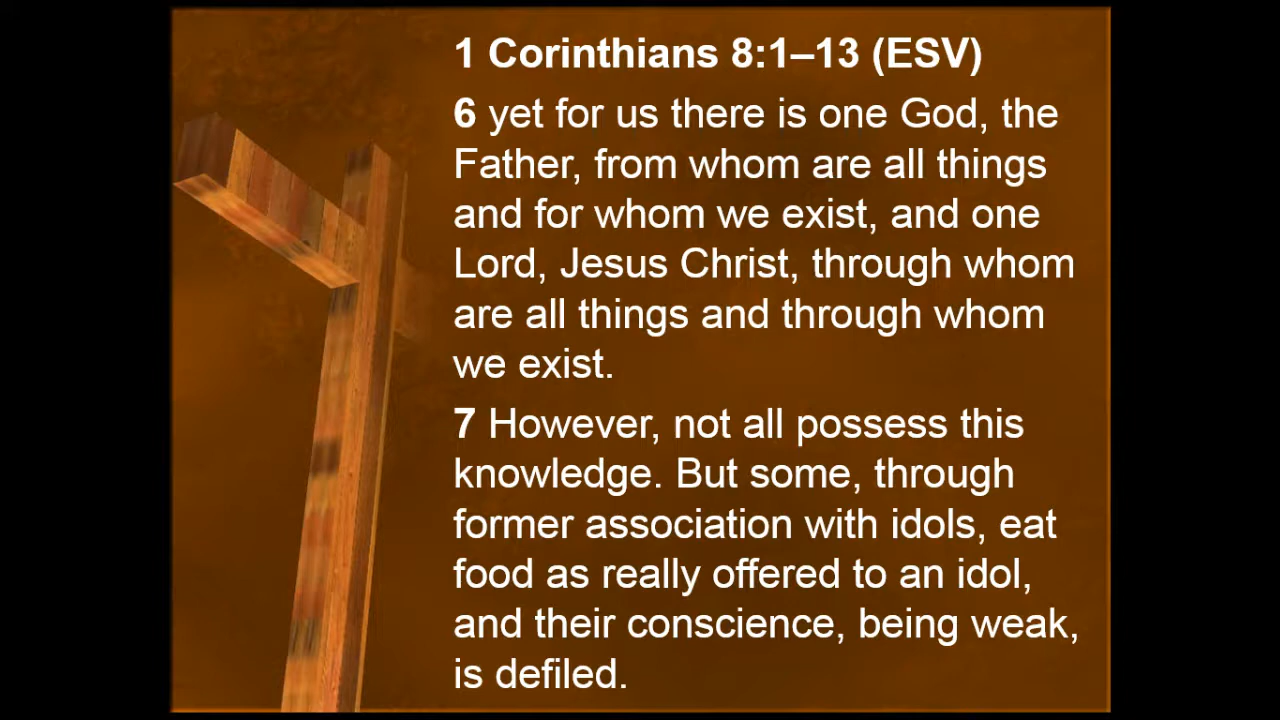 1 Corinthians 8:1–13 (ESV)
6 yet for us there is one God, the
Father, from whom are all things
and for whom we exist, and one
Lord, Jesus Christ, through whom
are all things and through whom
we exist.
7 However, not all possess this
knowledge. But some, through
former association with idols, eat
food as really offered to an idol,
and their conscience, being weak,
is defiled.